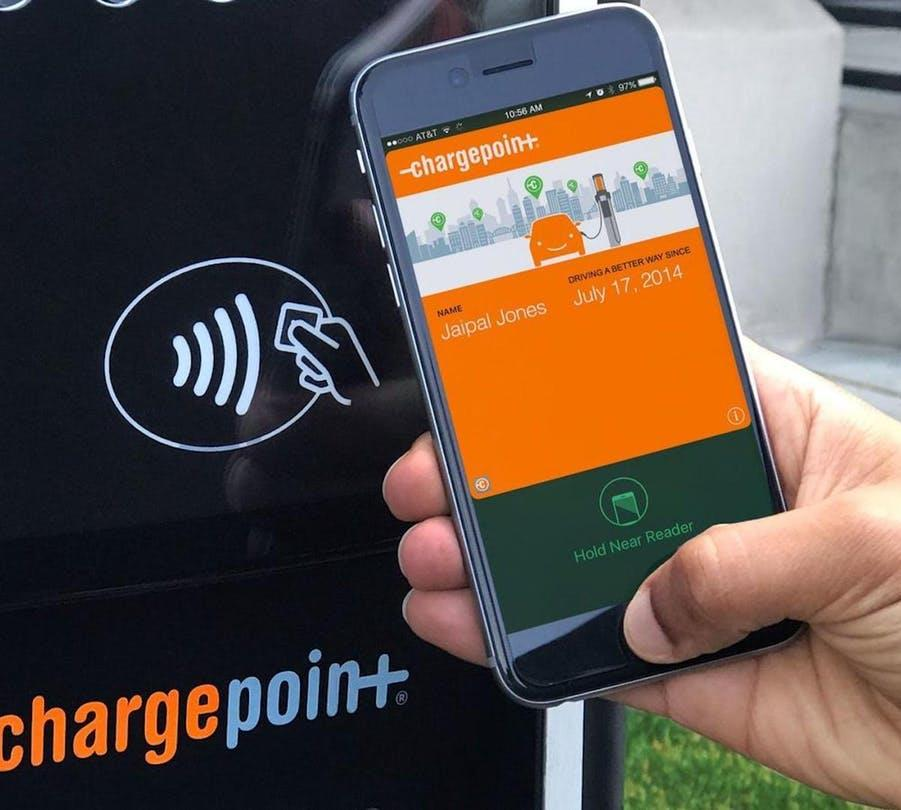 AT&T
10:56 AM
97%
chargepoint
NAME
Jaipal Jones
DRIVING A BETTER WAY SINCE
July 17, 2014
i
Hold Near Reader
chargepoint®